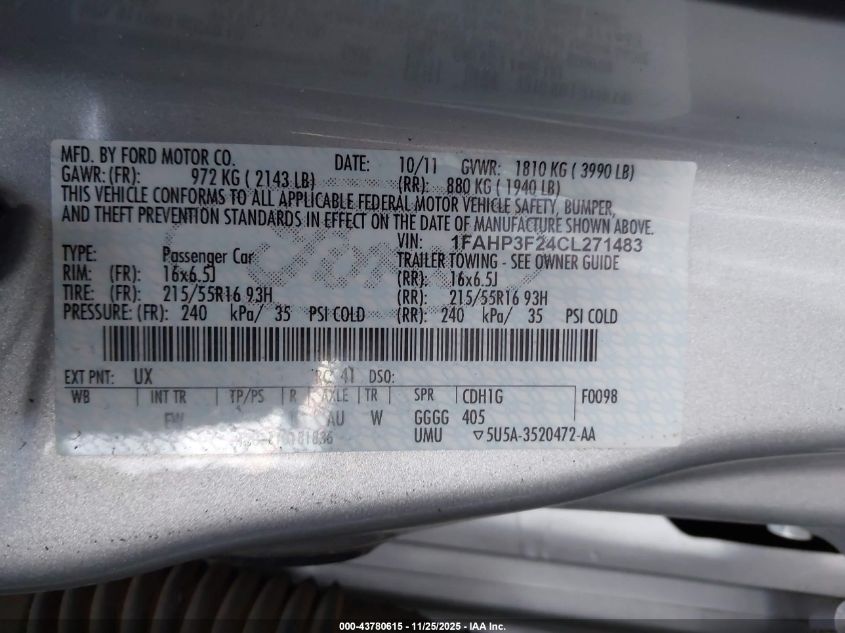 MFD. BY FORD MOTOR CO. DATE: 10/11 GVWR: 1810 KG ( 3990 LB)
GAWR: (FR): 972 KG ( 2143 LB) (RR): 880 KG ( 1940 LB)
THIS VEHICLE CONFORMS TO ALL APPLICABLE FEDERAL MOTOR VEHICLE SAFETY, BUMPER,
AND THEFT PREVENTION STANDARDS IN EFFECT ON THE DATE OF MANUFACTURE SHOWN ABOVE.
VIN: 1FAHP3F24CL271483
TYPE: Passenger Car TRAILER TOWING - SEE OWNER GUIDE
RIM: (FR): 16x6.5J (RR): 16x6.5J
TIRE: (FR): 215/55R16 93H (RR): 215/55R16 93H
PRESSURE: (FR): 240 kPa/ 35 PSI COLD (RR): 240 kPa/ 35 PSI COLD
EXT PNT: UX RC: 41 DSO:
WB INT TR TP/PS R AXLE TR SPR CDH1G F0098
EW AU W GGGG 405
UMU ▽5U5A-3520472-AA
000-43780615 - 11/25/2025 - IAA Inc.